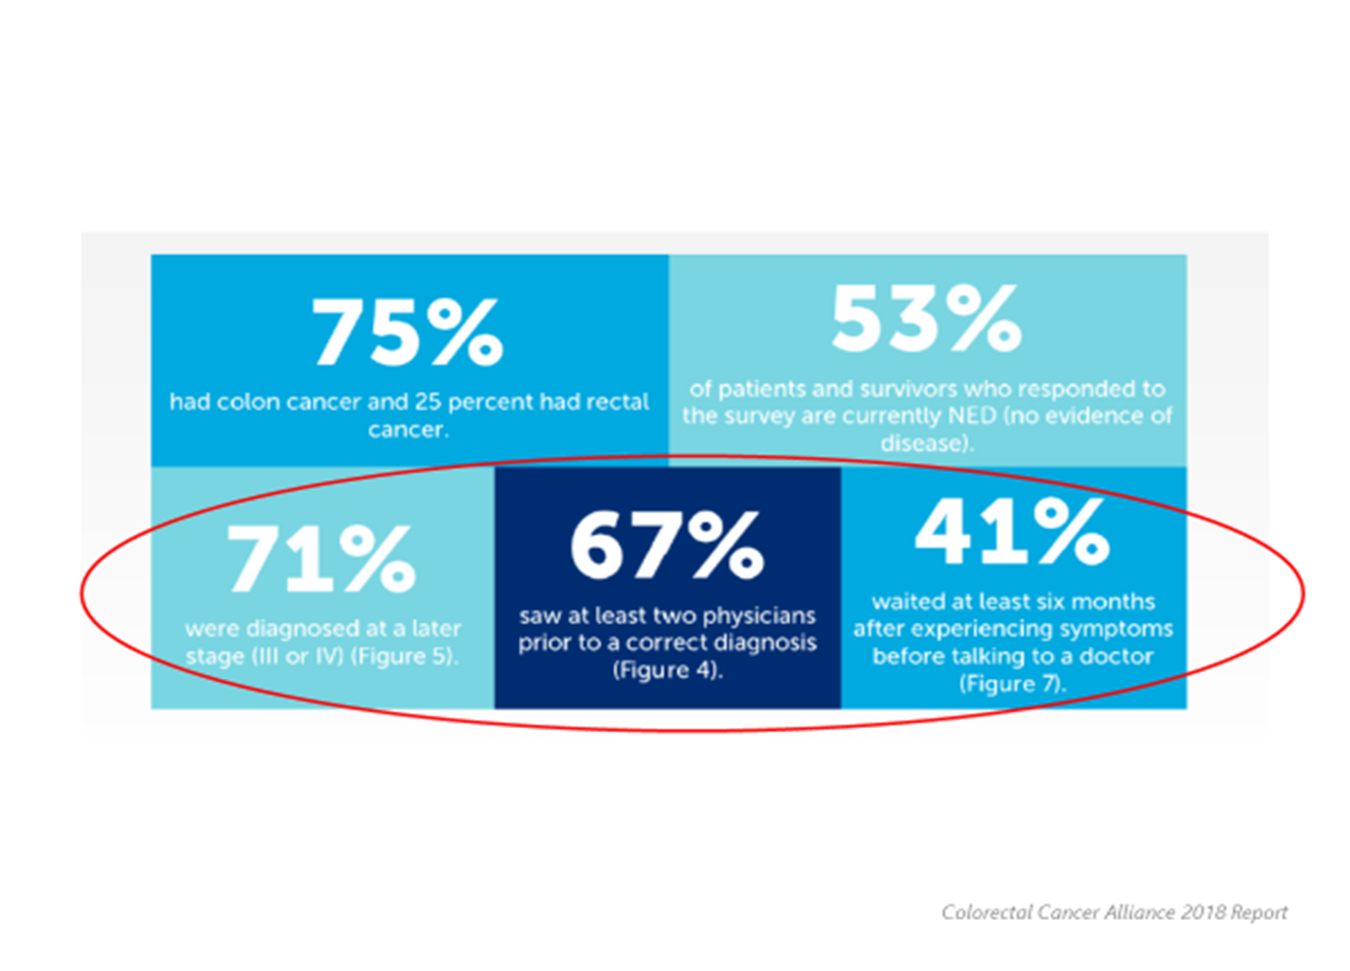 75%
had colon cancer and 25 percent had rectal
cancer.
53%
of patients and survivors who responded to
the survey are currently NED (no evidence of
disease).
71%
were diagnosed at a later
stage (III or IV) (Figure 5).
67%
saw at least two physicians
prior to a correct diagnosis
(Figure 4).
41%
waited at least six months
after experiencing symptoms
before talking to a doctor
(Figure 7).
Colorectal Cancer Alliance 2018 Report